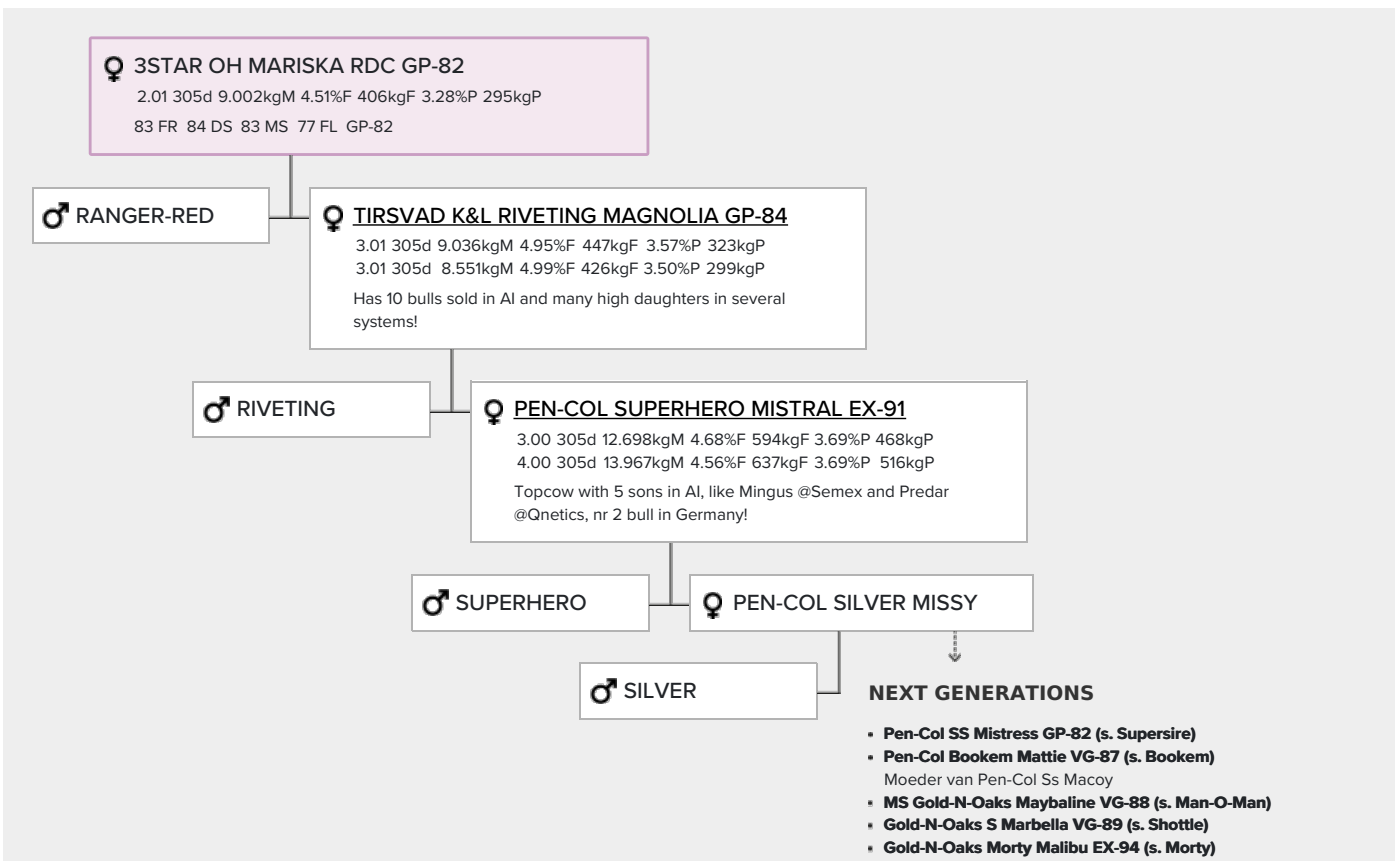 3STAR OH MARISKA RDC GP-82
2.01 305d 9.002kgM 4.51%F 406kgF 3.28%P 295kgP
83 FR 84 DS 83 MS 77 FL GP-82
RANGER-RED
TIRSVAD K&L RIVETING MAGNOLIA GP-84
3.01 305d 9.036kgM 4.95%F 447kgF 3.57%P 323kgP
3.01 305d 8.551kgM 4.99%F 426kgF 3.50%P 299kgP
Has 10 bulls sold in AI and many high daughters in several
systems!
RIVETING
PEN-COL SUPERHERO MISTRAL EX-91
3.00 305d 12.698kgM 4.68%F 594kgF 3.69%P 468kgP
4.00 305d 13.967kgM 4.56%F 637kgF 3.69%P 516kgP
Topcow with 5 sons in AI, like Mingus @Semex and Predar
@Qnetics, nr 2 bull in Germany!
SUPERHERO
PEN-COL SILVER MISSY
SILVER
NEXT GENERATIONS
Pen-Col SS Mistress GP-82 (s. Supersire)
Pen-Col Bookem Mattie VG-87 (s. Bookem)
Moeder van Pen-Col Ss Macoy
MS Gold-N-Oaks Maybaline VG-88 (s. Man-O-Man)
Gold-N-Oaks S Marbella VG-89 (s. Shottle)
Gold-N-Oaks Morty Malibu EX-94 (s. Morty)